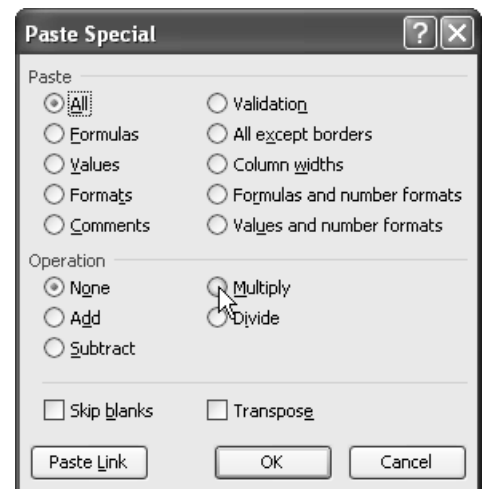 Paste Special
Paste
All Validation
Formulas All except borders
Values Column widths
Formats Formulas and number formats
Comments Values and number formats
Operation
None Multiply
Add Divide
Subtract
Skip blanks Transpose
Paste Link OK Cancel